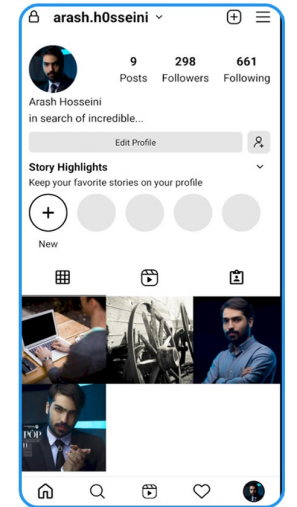 arash.h0sseini
9 298 661
Posts Followers Following
Arash Hosseini
in search of incredible...
Edit Profile
Story Highlights
Keep your favorite stories on your profile
New
POP